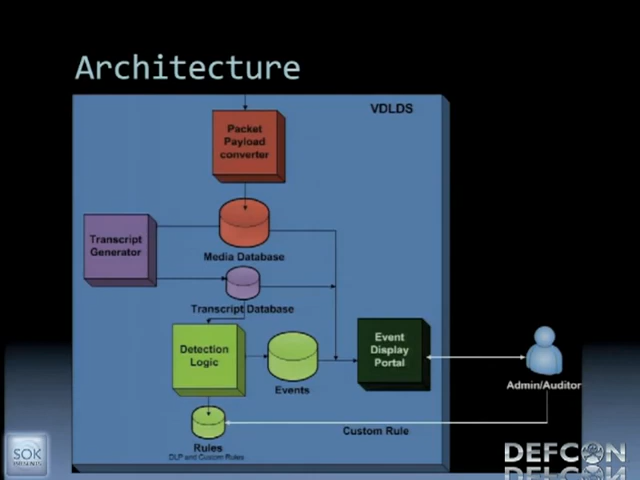 Architecture
VDLDS
Packet
Payload
converter
Transcript
Generator
Media Database
Transcript Database
Detection
Logic
Events
Event
Display
Portal
Admin/Auditor
Rules
DLP and Custom Rules
Custom Rule
SOK
PRESENTS
DEFCON